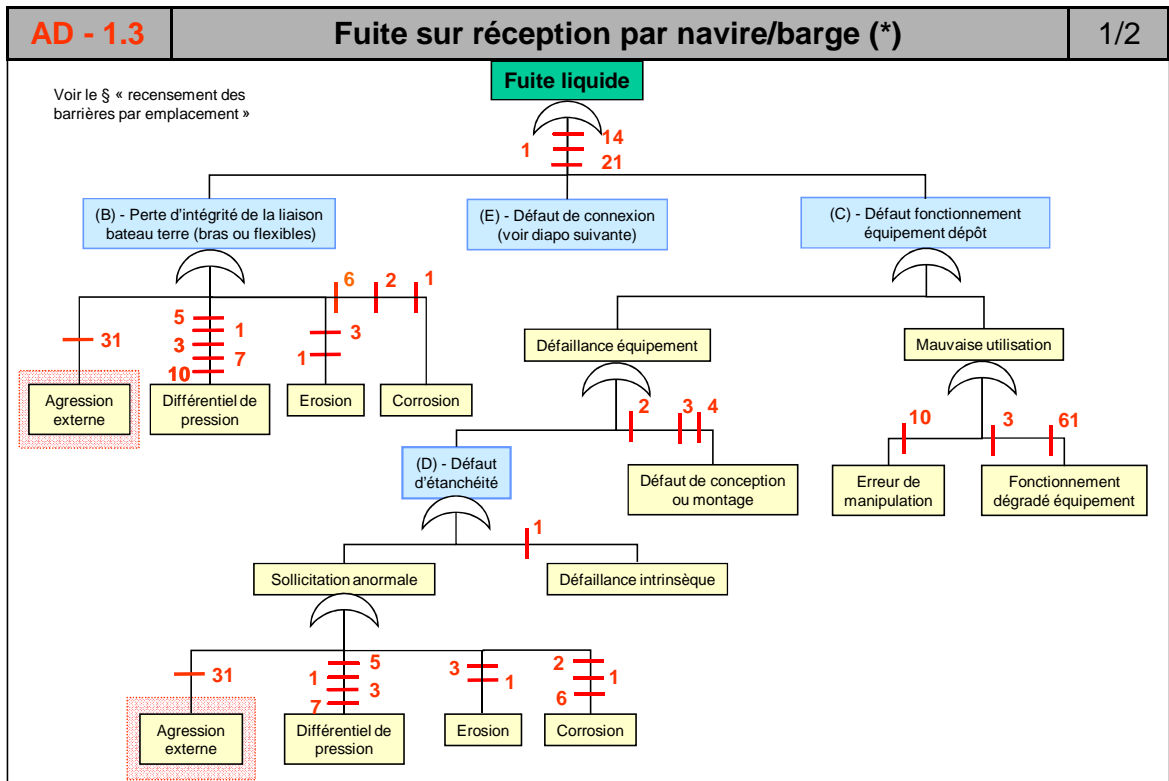 AD - 1.3
Fuite sur réception par navire/barge (*)
1/2
Voir le § « recensement des
barrières par emplacement »
Fuite liquide
14
1
21
(B) - Perte d'intégrité de la liaison
bateau terre (bras ou flexibles)
(E) - Défaut de connexion
(voir diapo suivante)
(C) - Défaut fonctionnement
équipement dépôt
6 2 1
31
5
1
3
7
10
3
1
Défaillance équipement
Mauvaise utilisation
Agression
externe
Différentiel de
pression
Erosion
Corrosion
2 3 4
10 3 61
(D) - Défaut
d'étanchéité
Défaut de conception
ou montage
Erreur de
manipulation
Fonctionnement
dégradé équipement
1
Sollicitation anormale
Défaillance intrinsèque
31
5
1
3
7
3
1
2
1
6
Agression
externe
Différentiel de
pression
Erosion
Corrosion